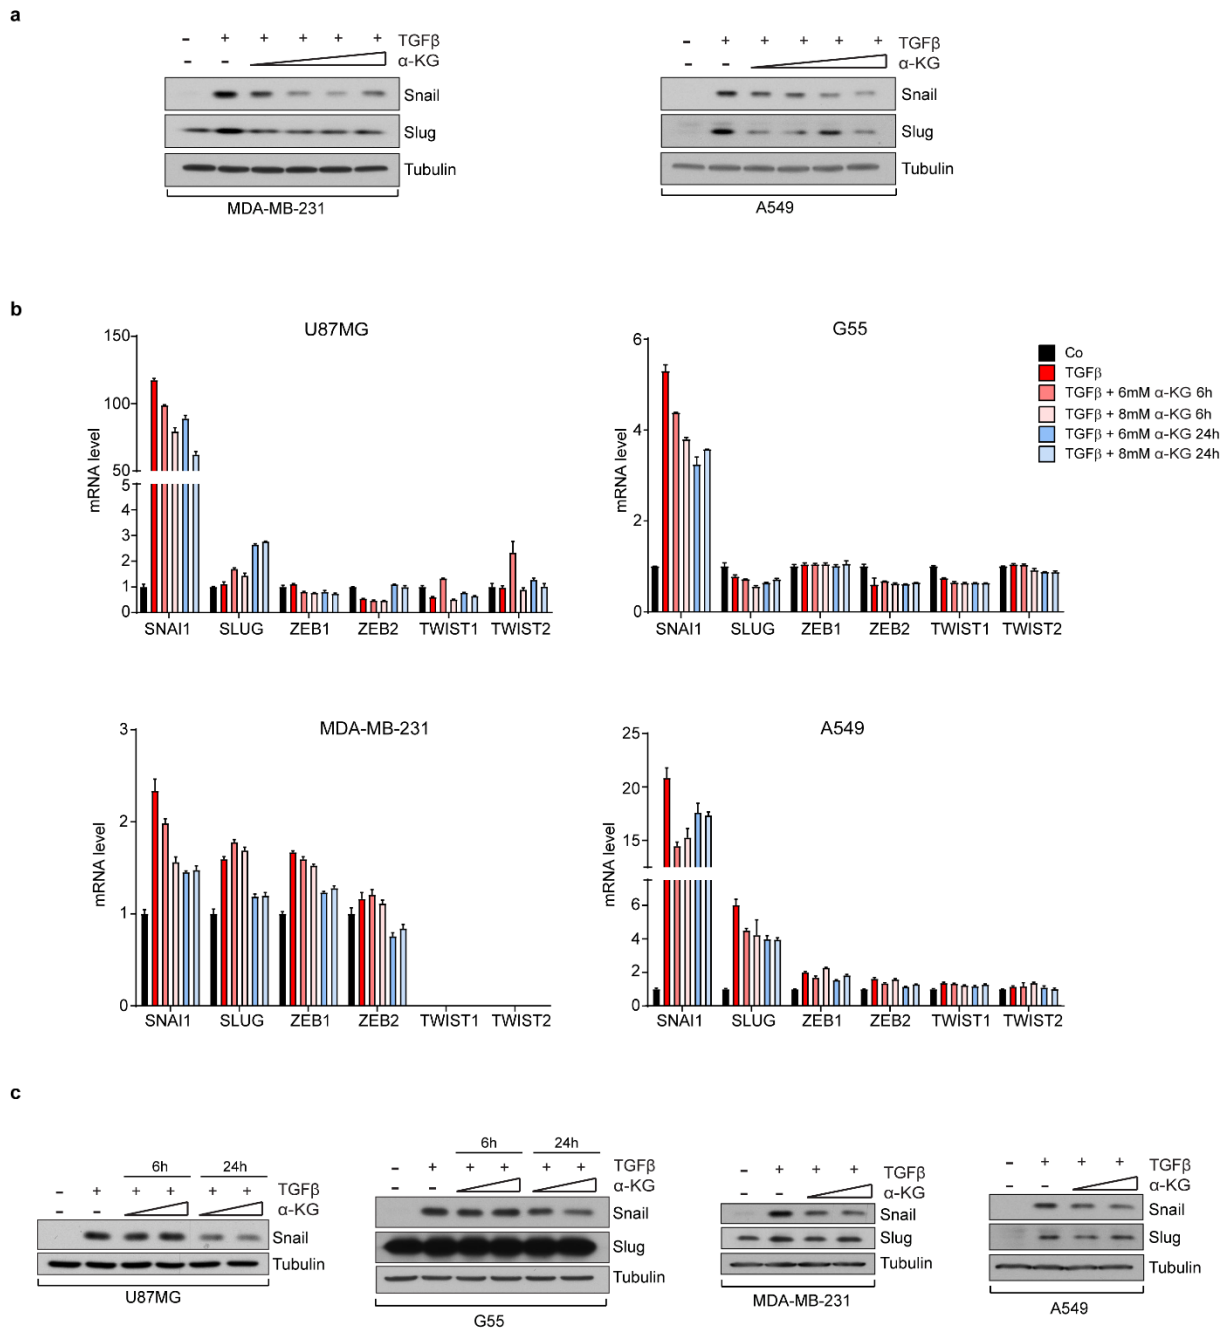 a
- + + + + + TGFβ
- - α-KG
Snail
Slug
Tubulin
MDA-MB-231
- + + + + + TGFβ
- - α-KG
Snail
Slug
Tubulin
A549
b
U87MG
mRNA level
150
100
50
5
4
3
2
1
0
SNAI1 SLUG ZEB1 ZEB2 TWIST1 TWIST2
G55
mRNA level
6
4
2
0
SNAI1 SLUG ZEB1 ZEB2 TWIST1 TWIST2
Co
TGFβ
TGFβ + 6mM α-KG 6h
TGFβ + 8mM α-KG 6h
TGFβ + 6mM α-KG 24h
TGFβ + 8mM α-KG 24h
MDA-MB-231
mRNA level
3
2
1
0
SNAI1 SLUG ZEB1 ZEB2 TWIST1 TWIST2
A549
mRNA level
25
20
15
6
4
2
0
SNAI1 SLUG ZEB1 ZEB2 TWIST1 TWIST2
c
6h 24h
- + + + + + TGFβ
- - α-KG
Snail
Tubulin
U87MG
6h 24h
- + + + + + TGFβ
- - α-KG
Snail
Slug
Tubulin
G55
- + + + TGFβ
- - α-KG
Snail
Slug
Tubulin
MDA-MB-231
- + + + TGFβ
- - α-KG
Snail
Slug
Tubulin
A549